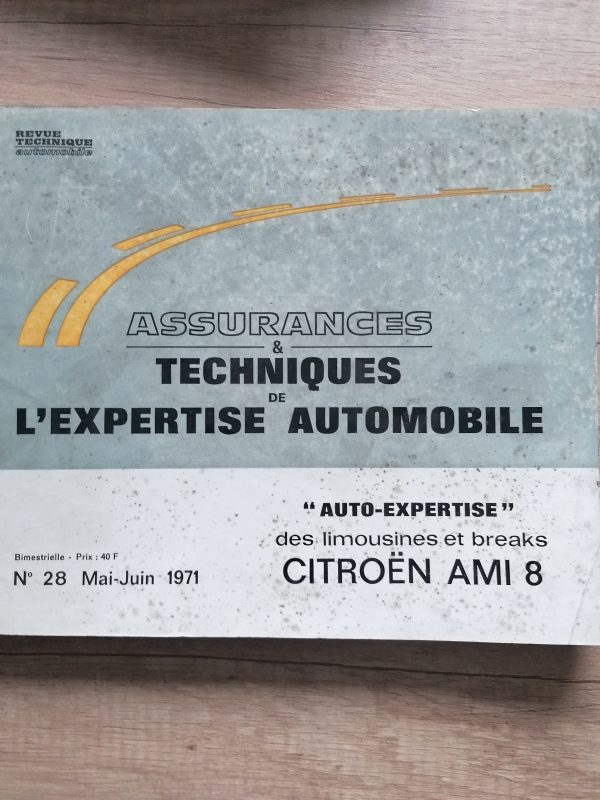 REVUE
TECHNIQUE
automobile
ASSURANCES
&
TECHNIQUES
DE
L'EXPERTISE AUTOMOBILE
"AUTO-EXPERTISE"
des limousines et breaks
CITROËN AMI 8
Bimestrielle - Prix : 40 F
N° 28 Mai-Juin 1971